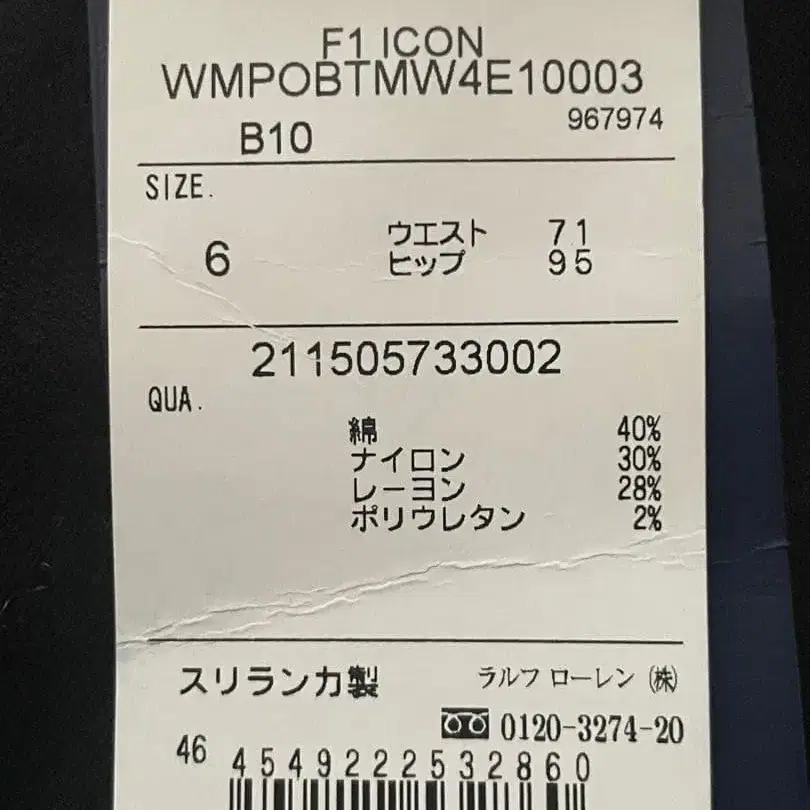 F1 ICON
WMPOBTMW4E10003
B10 967974
SIZE.
6 ウエスト 71
ヒップ 95
211505733002
QUA.
綿 40%
ナイロン 30%
レーヨン 28%
ポリウレタン 2%
スリランカ製 ラルフ ローレン ㈱
0120-3274-20
46 4549222532860